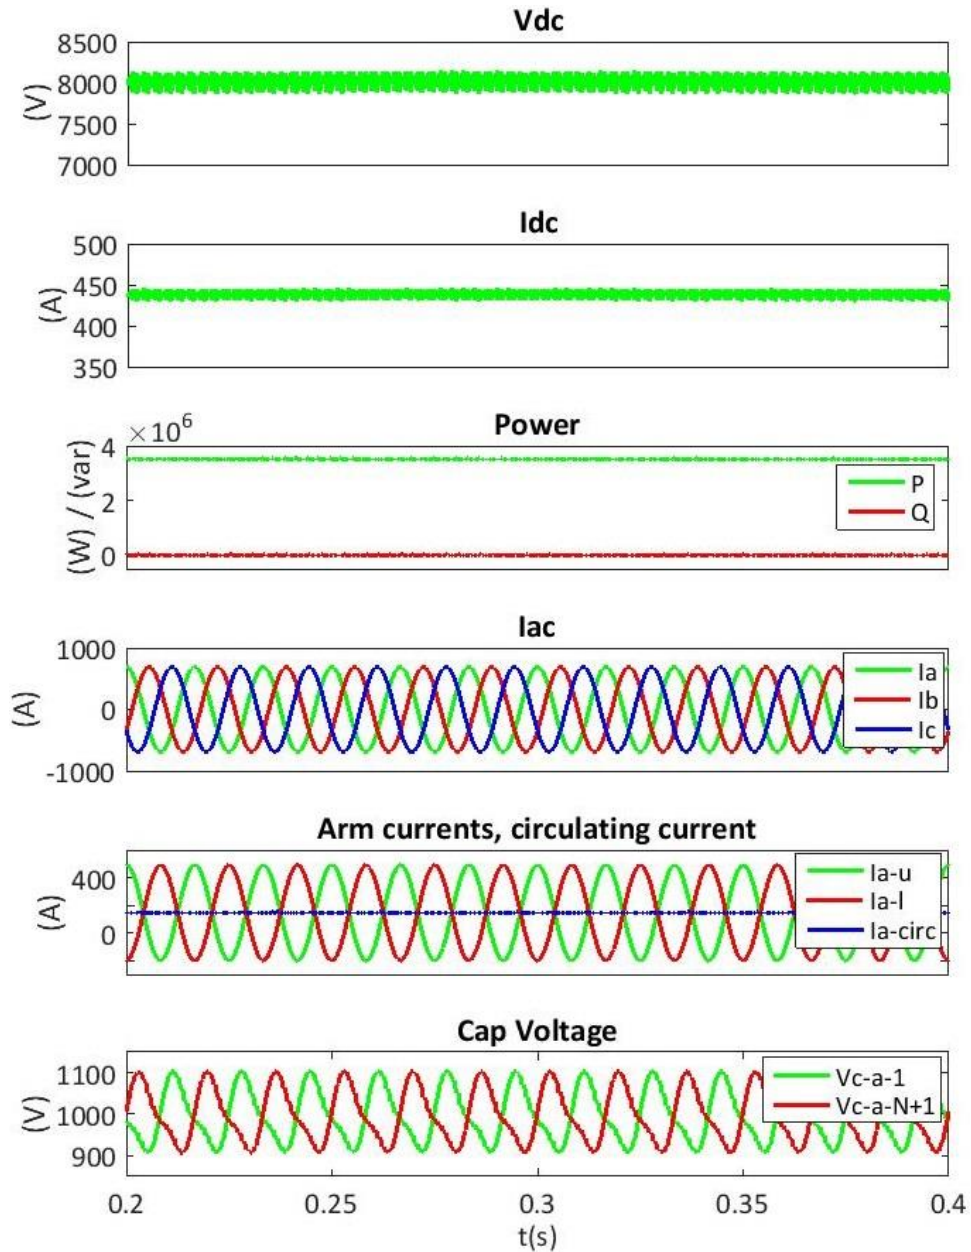 Vdc
8500
8000
7500
7000
(V)
Idc
500
450
400
350
(A)
×10⁶
Power
4
2
0
(W) / (var)
P
Q
Iac
1000
0
-1000
(A)
Ia
Ib
Ic
Arm currents, circulating current
400
0
(A)
Ia-u
Ia-l
Ia-circ
Cap Voltage
1100
1000
900
(V)
Vc-a-1
Vc-a-N+1
0.2 0.25 0.3 0.35 0.4
t(s)